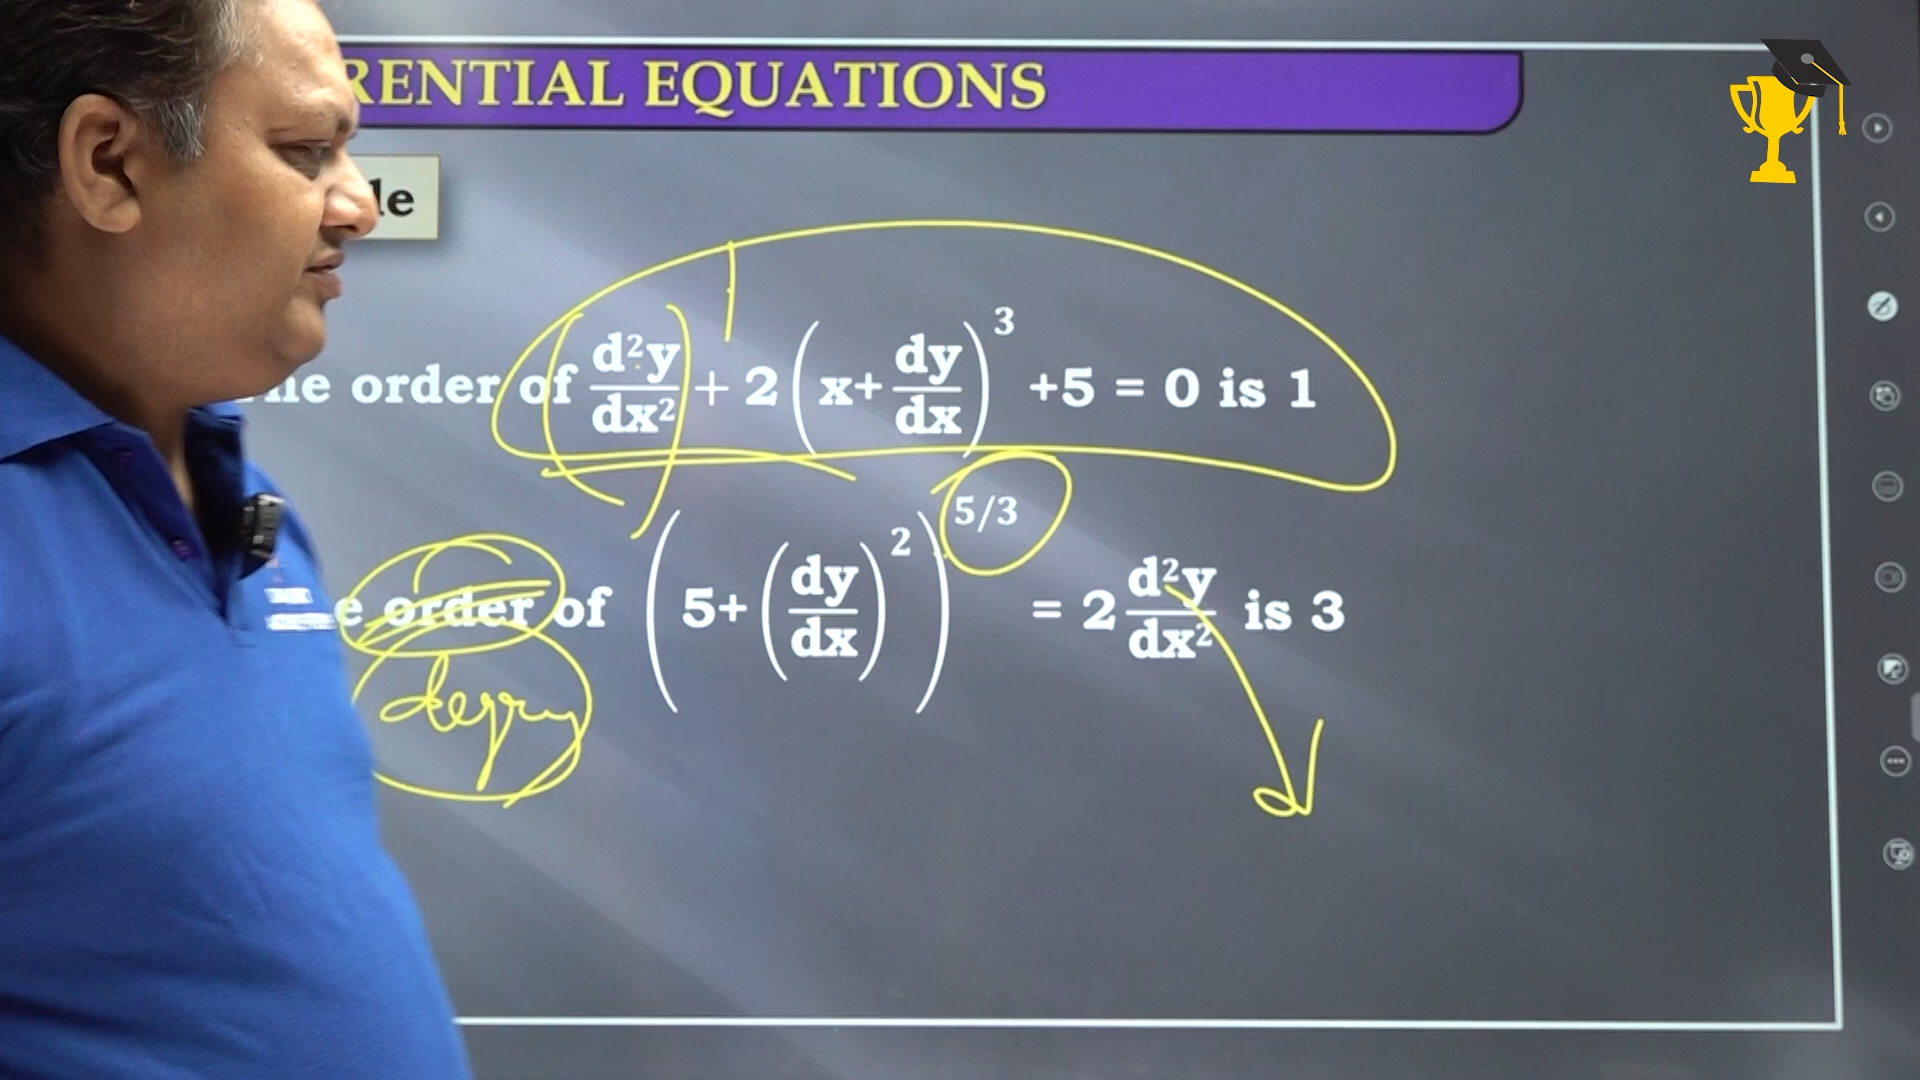 RENTIAL EQUATIONS
le
he order of d²y/dx² + 2 (x+ dy/dx)³ +5 = 0 is 1
e order of (5+ (dy/dx)²)^5/3 = 2 d²y/dx² is 3